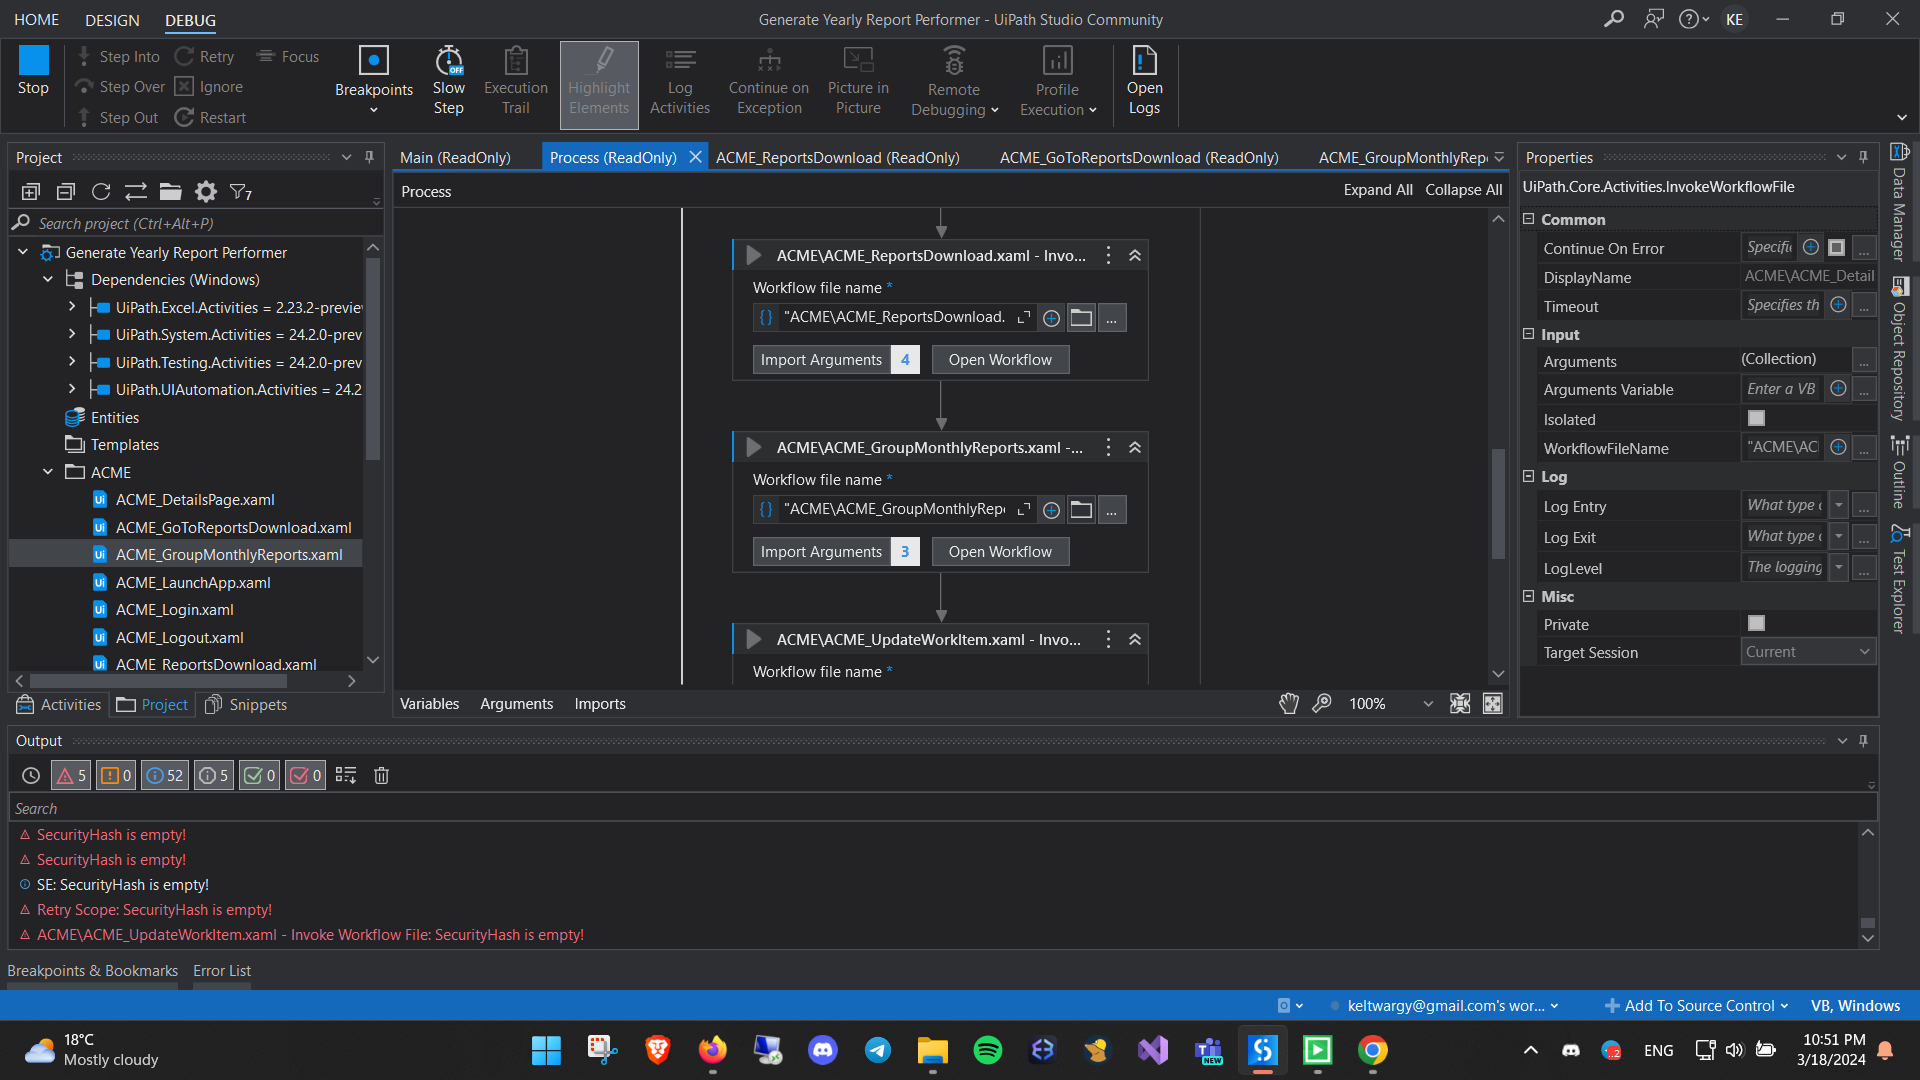 HOME DESIGN DEBUG
Generate Yearly Report Performer - UiPath Studio Community
KE
Stop
Step Into
Step Over
Step Out
Retry
Ignore
Restart
Focus
Breakpoints
Slow Step
OFF
Execution Trail
Highlight Elements
Log Activities
Continue on Exception
Picture in Picture
Remote Debugging
Profile Execution
Open Logs
Project
7
Search project (Ctrl+Alt+P)
Generate Yearly Report Performer
Dependencies (Windows)
UiPath.Excel.Activities = 2.23.2-previe
UiPath.System.Activities = 24.2.0-prev
UiPath.Testing.Activities = 24.2.0-prev
UiPath.UIAutomation.Activities = 24.2
Entities
Templates
ACME
Ui ACME_DetailsPage.xaml
Ui ACME_GoToReportsDownload.xaml
Ui ACME_GroupMonthlyReports.xaml
Ui ACME_LaunchApp.xaml
Ui ACME_Login.xaml
Ui ACME_Logout.xaml
Ui ACME_ReportsDownload.xaml
Activities Project Snippets
Main (ReadOnly) Process (ReadOnly) ACME_ReportsDownload (ReadOnly) ACME_GoToReportsDownload (ReadOnly) ACME_GroupMonthlyRep
Process
Expand All Collapse All
ACME\ACME_ReportsDownload.xaml - Invo...
Workflow file name *
{} "ACME\ACME_ReportsDownload. ...
Import Arguments 4 Open Workflow
ACME\ACME_GroupMonthlyReports.xaml -...
Workflow file name *
{} "ACME\ACME_GroupMonthlyRep ...
Import Arguments 3 Open Workflow
ACME\ACME_UpdateWorkItem.xaml - Invo...
Workflow file name *
Variables Arguments Imports
100%
Properties
UiPath.Core.Activities.InvokeWorkflowFile
Common
Continue On Error Specifi ...
DisplayName ACME\ACME_Detail
Timeout Specifies th ...
Input
Arguments (Collection) ...
Arguments Variable Enter a VB ...
Isolated
WorkflowFileName "ACME\AC ...
Log
Log Entry What type ...
Log Exit What type ...
LogLevel The logging ...
Misc
Private
Target Session Current
Data Manager
Object Repository
Outline
Test Explorer
Output
5 0 52 5 0 0
Search
SecurityHash is empty!
SecurityHash is empty!
SE: SecurityHash is empty!
Retry Scope: SecurityHash is empty!
ACME\ACME_UpdateWorkItem.xaml - Invoke Workflow File: SecurityHash is empty!
Breakpoints & Bookmarks Error List
keltwargy@gmail.com's wor... Add To Source Control VB, Windows
18°C
Mostly cloudy
NEW
2
ENG
10:51 PM
3/18/2024